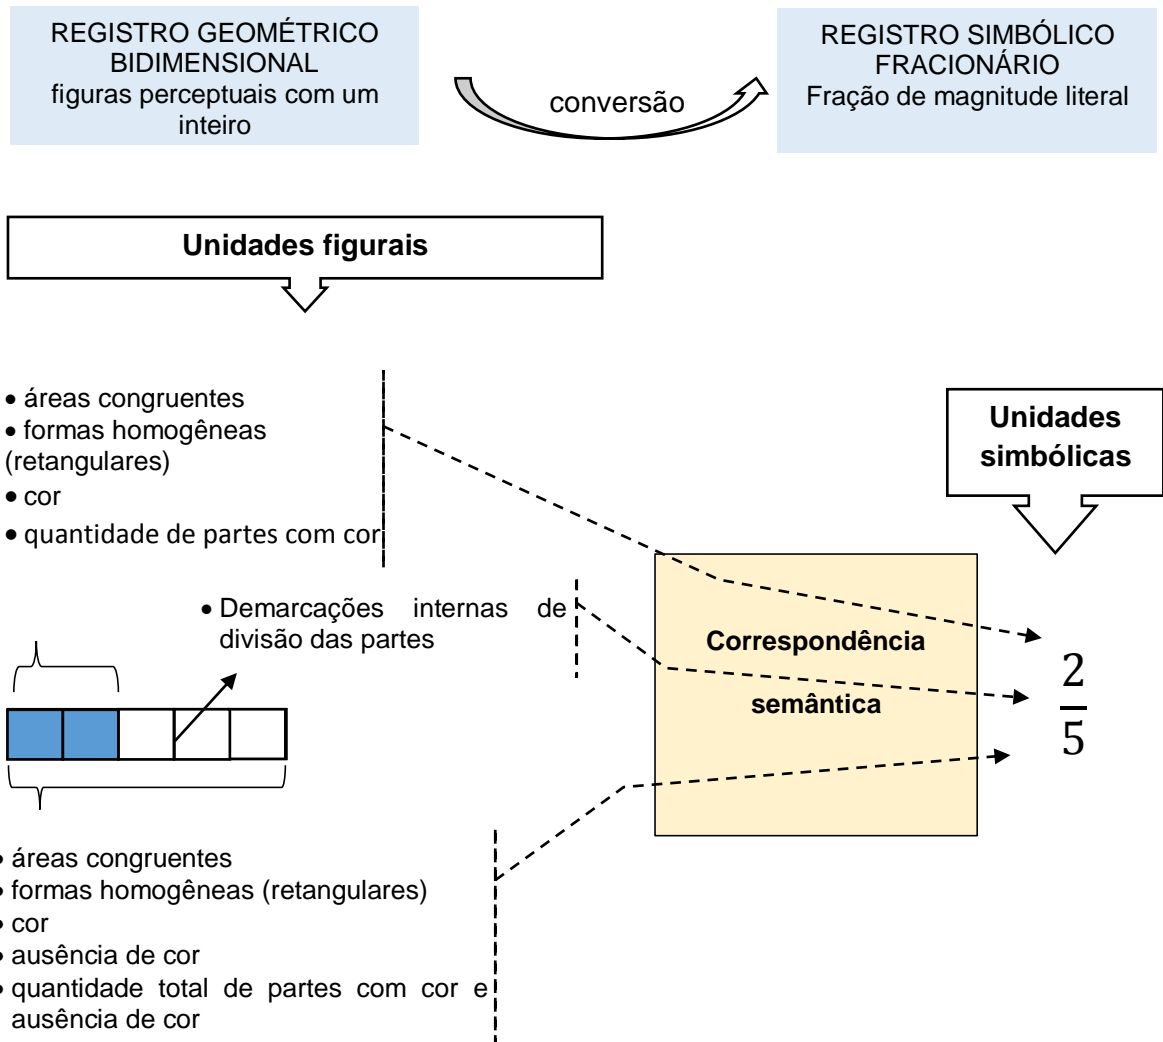 REGISTRO GEOMÉTRICO
BIDIMENSIONAL
figuras perceptuais com um
inteiro
conversão
REGISTRO SIMBÓLICO
FRACIONÁRIO
Fração de magnitude literal
Unidades figurais
• áreas congruentes
• formas homogêneas
(retangulares)
• cor
• quantidade de partes com cor
Unidades
simbólicas
• Demarcações internas de
divisão das partes
Correspondência
semântica
2
5
• áreas congruentes
• formas homogêneas (retangulares)
• cor
• ausência de cor
• quantidade total de partes com cor e
ausência de cor